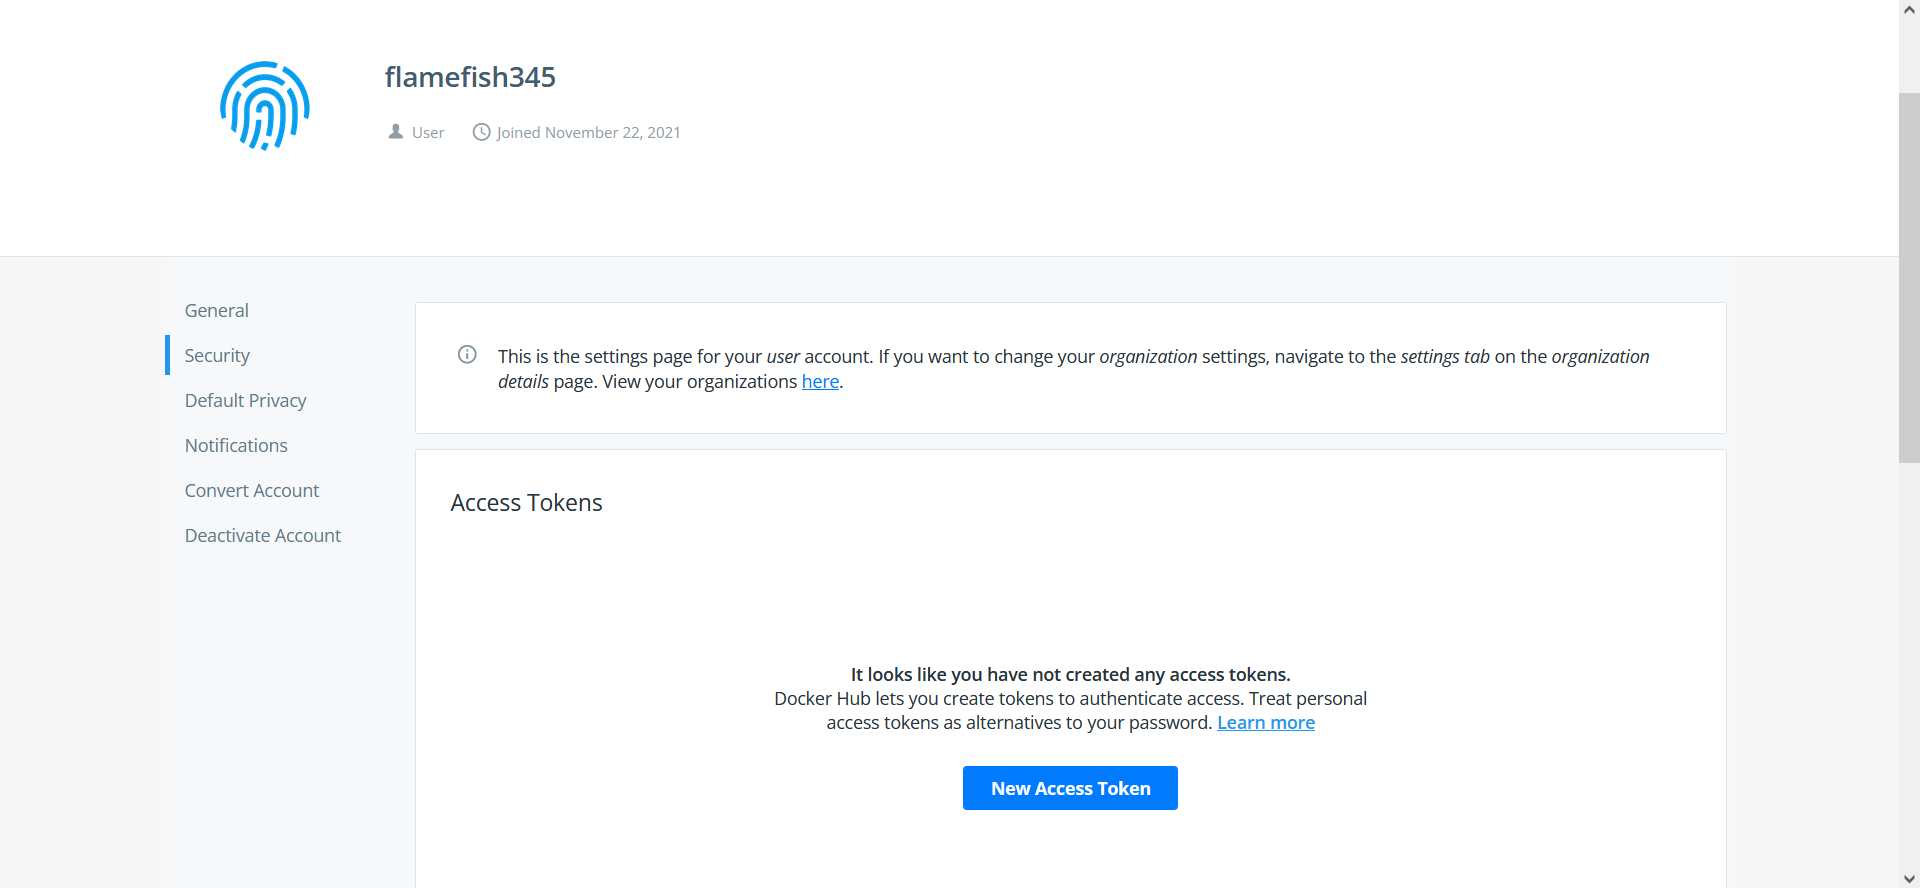 flamefish345
User Joined November 22, 2021
General
Security
Default Privacy
Notifications
Convert Account
Deactivate Account
This is the settings page for your user account. If you want to change your organization settings, navigate to the settings tab on the organization
details page. View your organizations here.
Access Tokens
It looks like you have not created any access tokens.
Docker Hub lets you create tokens to authenticate access. Treat personal
access tokens as alternatives to your password. Learn more
New Access Token